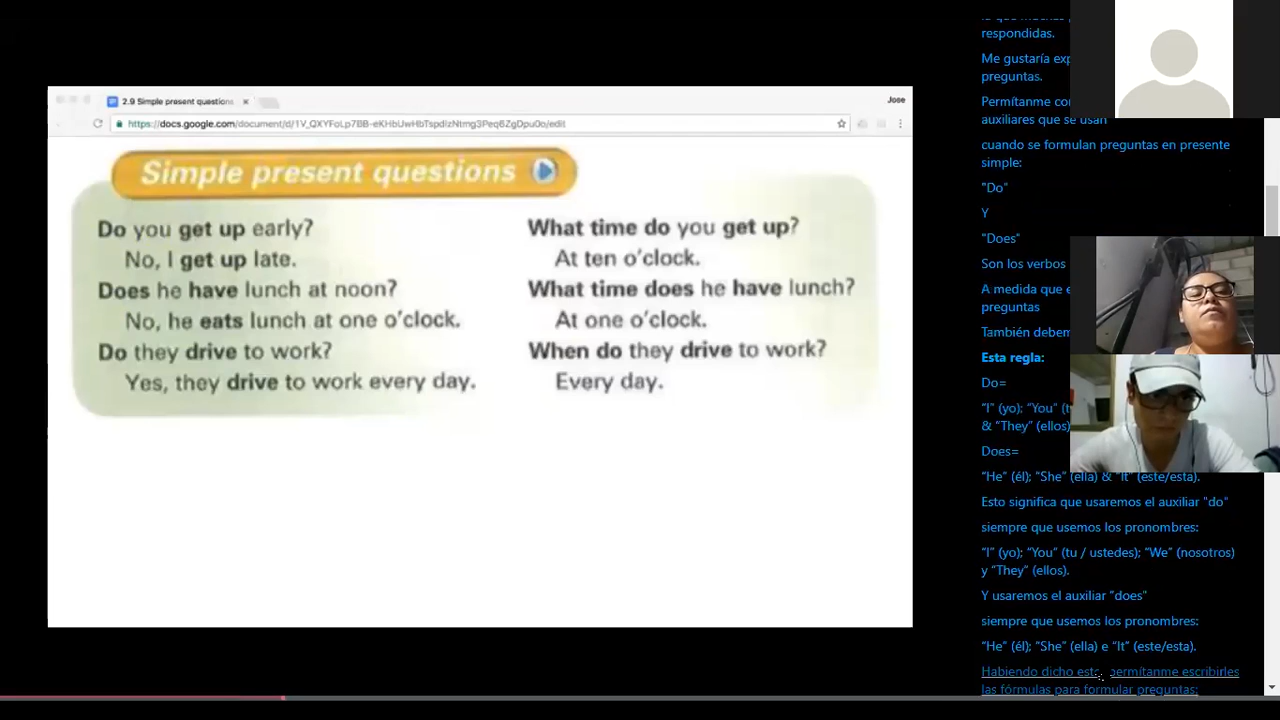 2.9 Simple present questions
Jose
https://docs.google.com/document/d/1V_QXYFoLp7BB-eKHbUwHbTspdIzNtmg3Peq6ZgDpu0o/edit
Simple present questions
Do you get up early?
No, I get up late.
Does he have lunch at noon?
No, he eats lunch at one o'clock.
Do they drive to work?
Yes, they drive to work every day.
What time do you get up?
At ten o'clock.
What time does he have lunch?
At one o'clock.
When do they drive to work?
Every day.
respondidas.
Me gustaría
preguntas.
Permítanme
auxiliares que se usan
cuando se formulan preguntas en presente
simple:
"Do"
Y
"Does"
Son los verbos
A medida que
preguntas
También
Esta regla:
Do=
"I" (yo); "You"
& "They" (ellos)
Does=
"He" (él); "She" (ella) & "It" (este/esta).
Esto significa que usaremos el auxiliar "do"
siempre que usemos los pronombres:
"I" (yo); "You" (tu / ustedes); "We" (nosotros)
y "They" (ellos).
Y usaremos el auxiliar "does"
siempre que usemos los pronombres:
"He" (él); "She" (ella) e "It" (este/esta).
Habiendo dicho esto, permítanme escribirles
las fórmulas para formular preguntas: